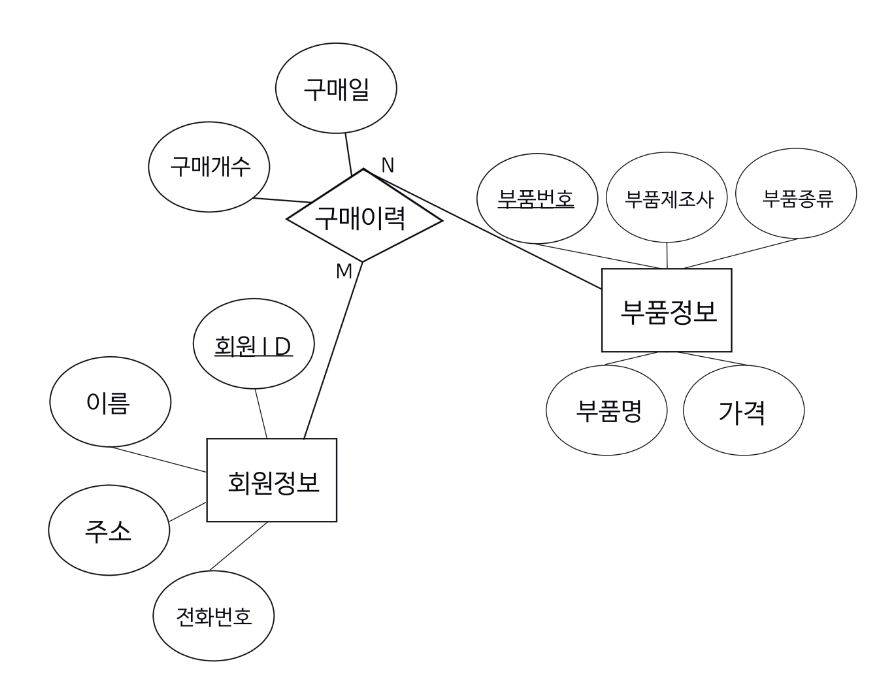 구매일
구매개수
N
구매이력
M
부품번호
부품제조사
부품종류
부품정보
부품명
가격
회원ID
이름
회원정보
주소
전화번호